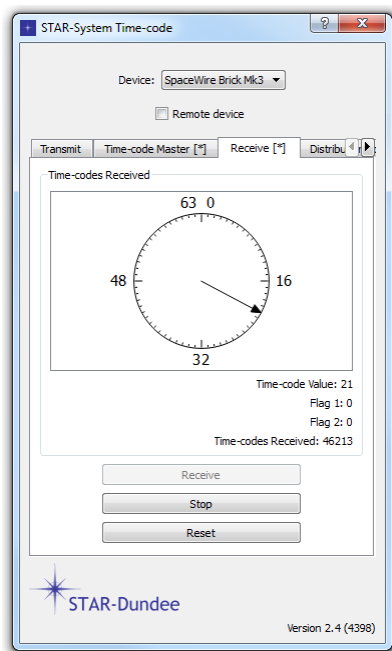 STAR-System Time-code
?
Device: SpaceWire Brick Mk3
Remote device
Transmit Time-code Master [*] Receive [*]
Time-codes Received
63 0
48 16
32
Time-code Value: 21
Flag 1: 0
Flag 2: 0
Time-codes Received: 46213
Receive
Stop
Reset
STAR-Dundee
Version 2.4 (4398)